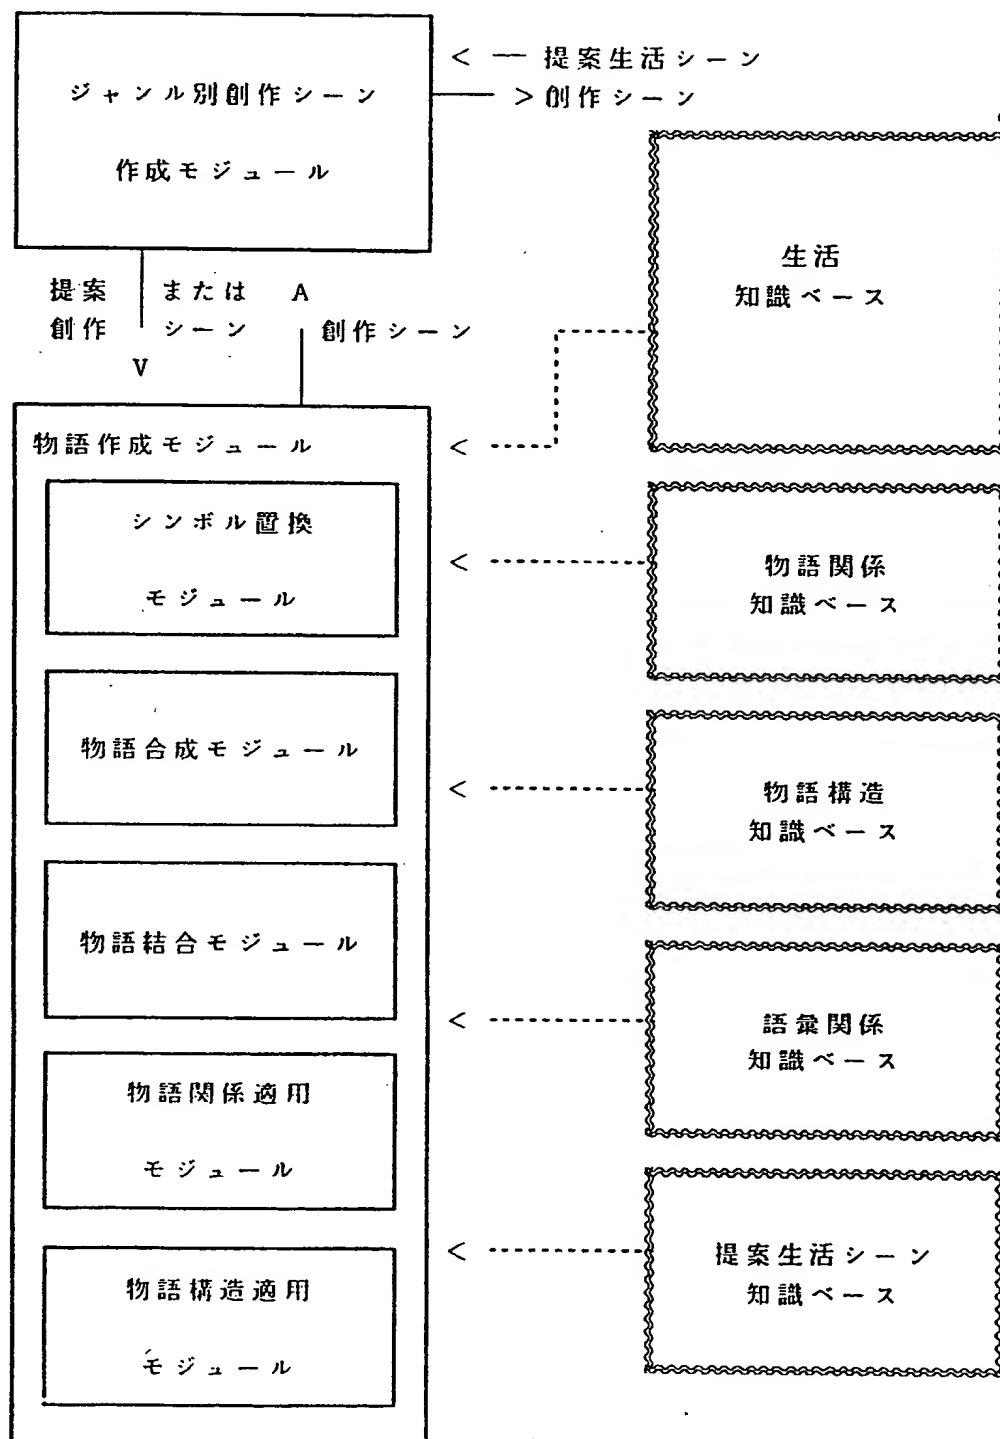 < — 提案生活シーン
ジャンル別創作シーン
> 創作シーン
作成モジュール
提案 または A
創作 シーン 創作シーン
V
物語作成モジュール
<
シンボル置換
モジュール
<
物語合成モジュール
<
物語結合モジュール
<
物語関係適用
モジュール
<
物語構造適用
モジュール
生活
知識ベース
物語関係
知識ベース
物語構造
知識ベース
語彙関係
知識ベース
提案生活シーン
知識ベース